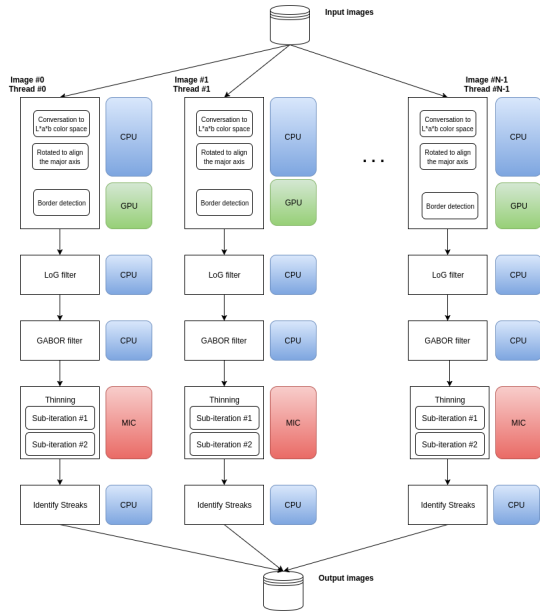 Input images
Image #0
Thread #0
Conversation to
L*a*b color space
Rotated to align
the major axis
Border detection
CPU
GPU
LoG filter
CPU
GABOR filter
CPU
Thinning
Sub-iteration #1
Sub-iteration #2
MIC
Identify Streaks
CPU
Image #1
Thread #1
Conversation to
L*a*b color space
Rotated to align
the major axis
Border detection
CPU
GPU
LoG filter
CPU
GABOR filter
CPU
Thinning
Sub-iteration #1
Sub-iteration #2
MIC
Identify Streaks
CPU
. . .
Image #N-1
Thread #N-1
Conversation to
L*a*b color space
Rotated to align
the major axis
Border detection
CPU
GPU
LoG filter
CPU
GABOR filter
CPU
Thinning
Sub-iteration #1
Sub-iteration #2
MIC
Identify Streaks
CPU
Output images